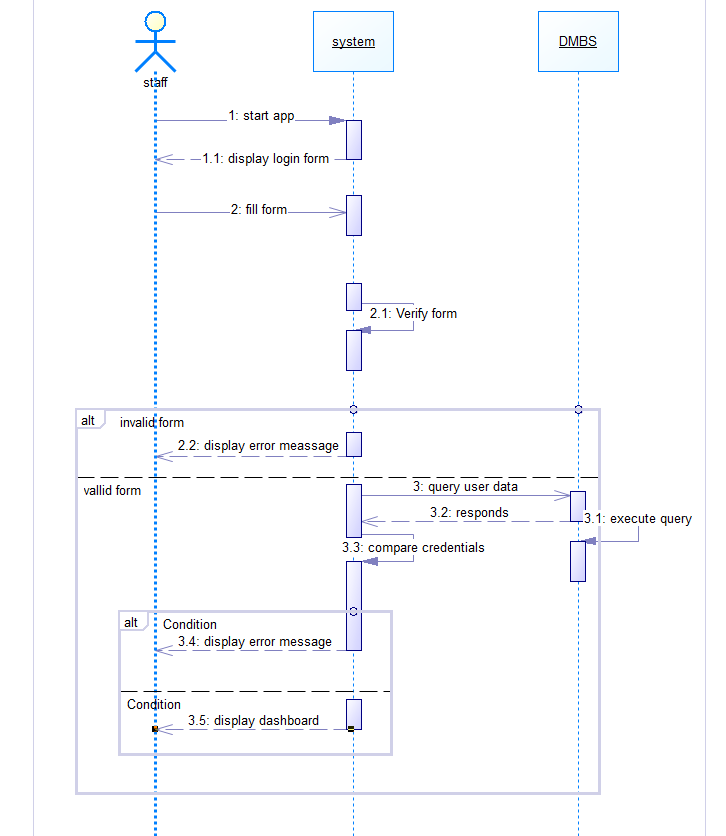 staff
system
DMBS
1: start app
1.1: display login form
2: fill form
2.1: Verify form
alt
invalid form
2.2: display error meassage
vallid form
3: query user data
3.2: responds
3.1: execute query
3.3: compare credentials
alt
Condition
3.4: display error message
Condition
3.5: display dashboard